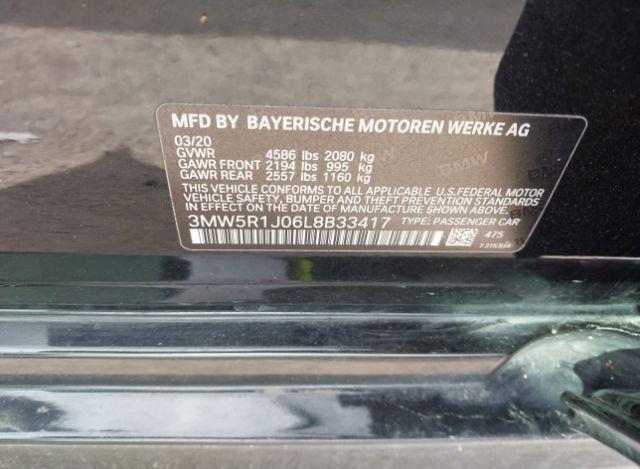 MFD BY BAYERISCHE MOTOREN WERKE AG
03/20
GVWR 4586 lbs 2080 kg
GAWR FRONT 2194 lbs 995 kg
GAWR REAR 2557 lbs 1160 kg
THIS VEHICLE CONFORMS TO ALL APPLICABLE U.S.FEDERAL MOTOR
VEHICLE SAFETY, BUMPER AND THEFT PREVENTION STANDARDS
IN EFFECT ON THE DATE OF MANUFACTURE SHOWN ABOVE.
3MW5R1J06L8B33417 TYPE: PASSENGER CAR
475